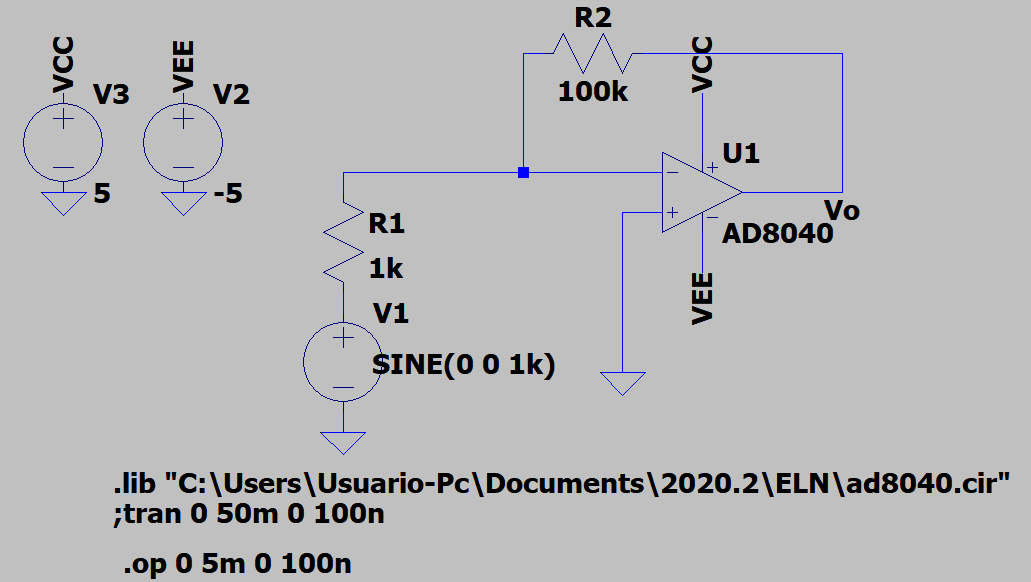 R2
100k
VCC
V3
5
VEE
V2
-5
VCC
U1
AD8040
Vo
VEE
R1
1k
V1
SINE(0 0 1k)
.lib "C:\Users\Usuario-Pc\Documents\2020.2\ELN\ad8040.cir"
;tran 0 50m 0 100n
.op 0 5m 0 100n